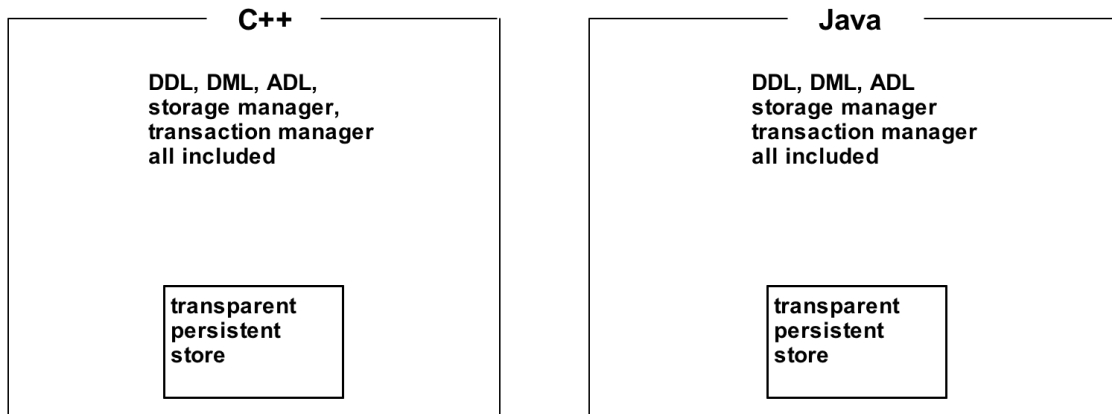 C++
DDL, DML, ADL,
storage manager,
transaction manager
all included
transparent
persistent
store
Java
DDL, DML, ADL
storage manager
transaction manager
all included
transparent
persistent
store